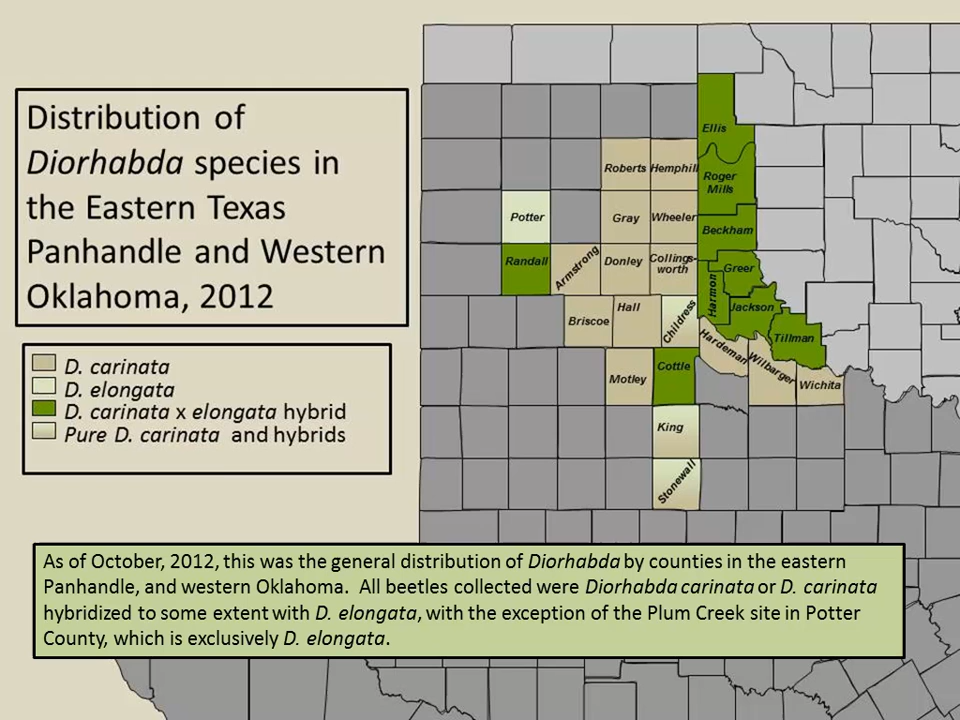 Distribution of
Diorhabda species in
the Eastern Texas
Panhandle and Western
Oklahoma, 2012
D. carinata
D. elongata
D. carinata x elongata hybrid
Pure D. carinata and hybrids
Ellis
Roberts Hemphill
Roger
Mills
Potter
Gray
Wheeler
Beckham
Randall
Armstrong
Donley
Collings-
worth
Greer
Harmon
Jackson
Briscoe
Hall
Childress
Tillman
Hardeman
Wilbarger
Motley
Cottle
Wichita
King
Stonewall
As of October, 2012, this was the general distribution of Diorhabda by counties in the eastern
Panhandle, and western Oklahoma. All beetles collected were Diorhabda carinata or D. carinata
hybridized to some extent with D. elongata, with the exception of the Plum Creek site in Potter
County, which is exclusively D. elongata.